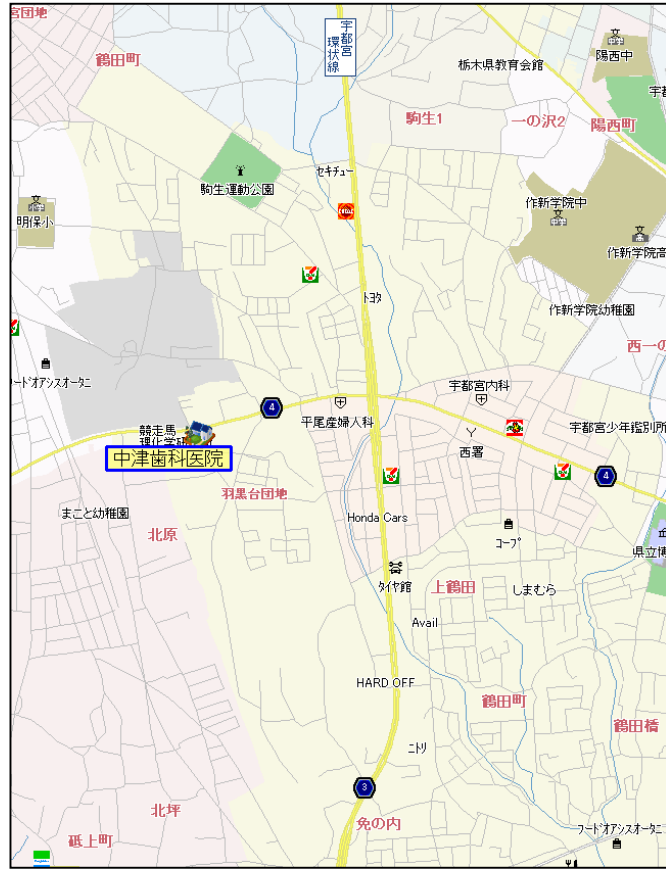 宮団地
鶴田町
宇都宮
環状線
栃木県教育会館
陽西中
駒生1
一の沢2
陽西町
セキチュー
駒生運動公園
明保小
作新学院中
作新学院高
トヨタ
作新学院幼稚園
西一の
フードオアシスオータニ
宇都宮内科
4
平尾産婦人科
競走馬
理化学研
宇都宮少年鑑別所
西署
中津歯科医院
4
羽黒台団地
まこと幼稚園
Honda Cars
北原
コープ
県立博
タイヤ館
上鶴田
しまむら
Avail
HARD OFF
鶴田町
鶴田橋
ニトリ
3
北坪
免の内
砥上町
フードオアシスオータニ